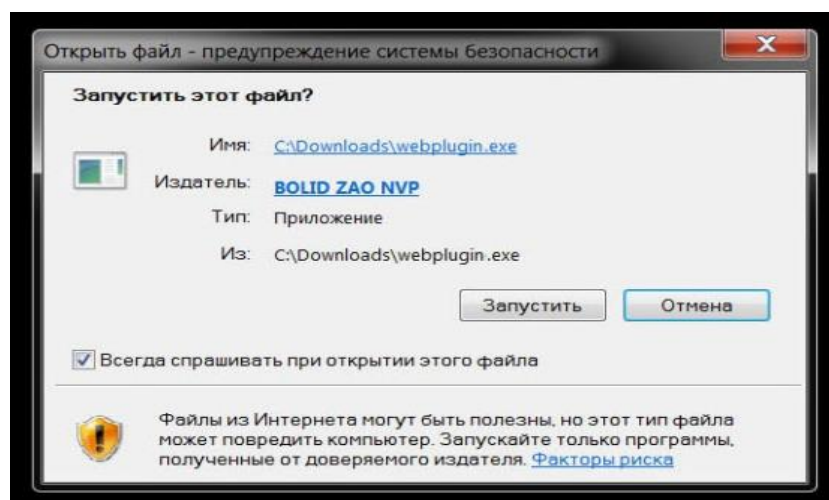 Открыть файл - предупреждение системы безопасности
Запустить этот файл?
Имя: C:\Downloads\webplugin.exe
Издатель: BOLID ZAO NVP
Тип: Приложение
Из: C:\Downloads\webplugin.exe
Запустить Отмена
Всегда спрашивать при открытии этого файла
Файлы из Интернета могут быть полезны, но этот тип файла
может повредить компьютер. Запускайте только программы,
полученные от доверяемого издателя. Факторы риска